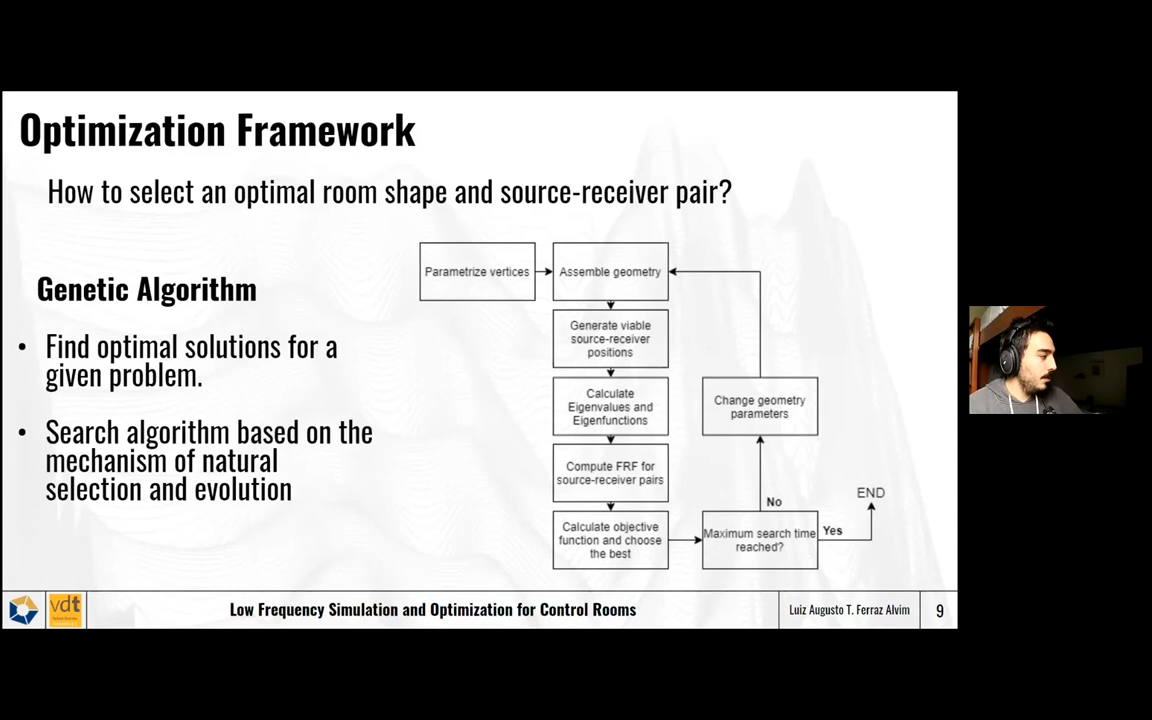 Optimization Framework
How to select an optimal room shape and source-receiver pair?
Genetic Algorithm
• Find optimal solutions for a
given problem.
• Search algorithm based on the
mechanism of natural
selection and evolution
Parametrize vertices
Assemble geometry
Generate viable
source-receiver
positions
Calculate
Eigenvalues and
Eigenfunctions
Compute FRF for
source-receiver pairs
Calculate objective
function and choose
the best
Maximum search time
reached?
No
Change geometry
parameters
Yes
END
vdt
Low Frequency Simulation and Optimization for Control Rooms
Luiz Augusto T. Ferraz Alvim
9